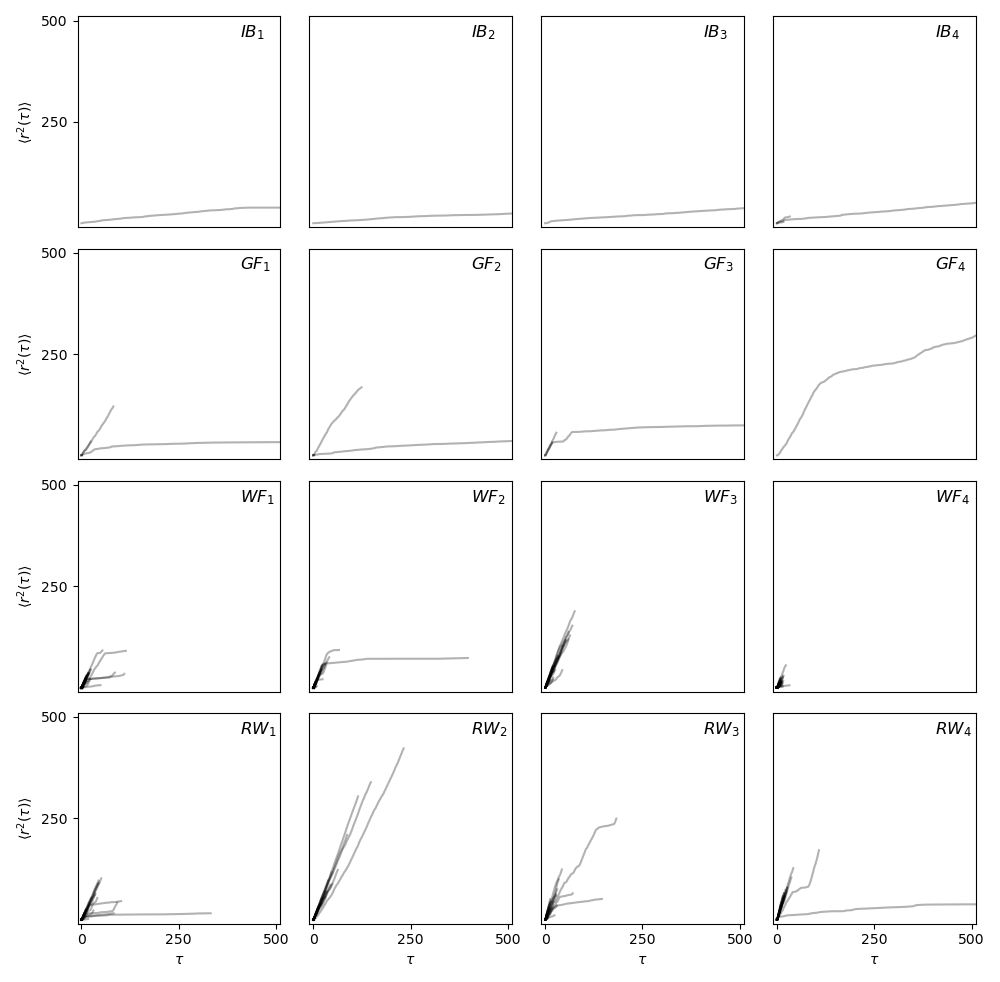 500
IB₁ IB₂ IB₃ IB₄
250
⟨r²(τ)⟩
500
GF₁ GF₂ GF₃ GF₄
250
⟨r²(τ)⟩
500
WF₁ WF₂ WF₃ WF₄
250
⟨r²(τ)⟩
500
RW₁ RW₂ RW₃ RW₄
250
⟨r²(τ)⟩
0 250 500 0 250 500 0 250 500 0 250 500
τ τ τ τ